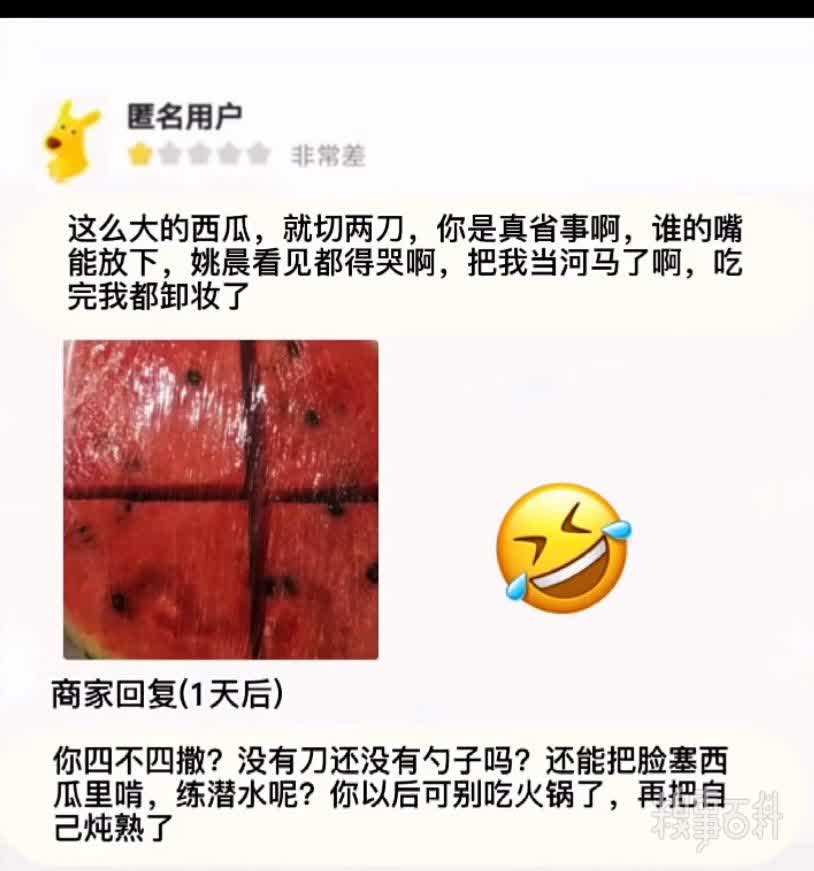 匿名用户
非常差
这么大的西瓜，就切两刀，你是真省事啊，谁的嘴
能放下，姚晨看见都得哭啊，把我当河马了啊，吃
完我都卸妆了
商家回复(1天后)
你四不四撒？没有刀还没有勺子吗？还能把脸塞西
瓜里啃，练潜水呢？你以后可别吃火锅了，再把自
己炖熟了
糗事百科